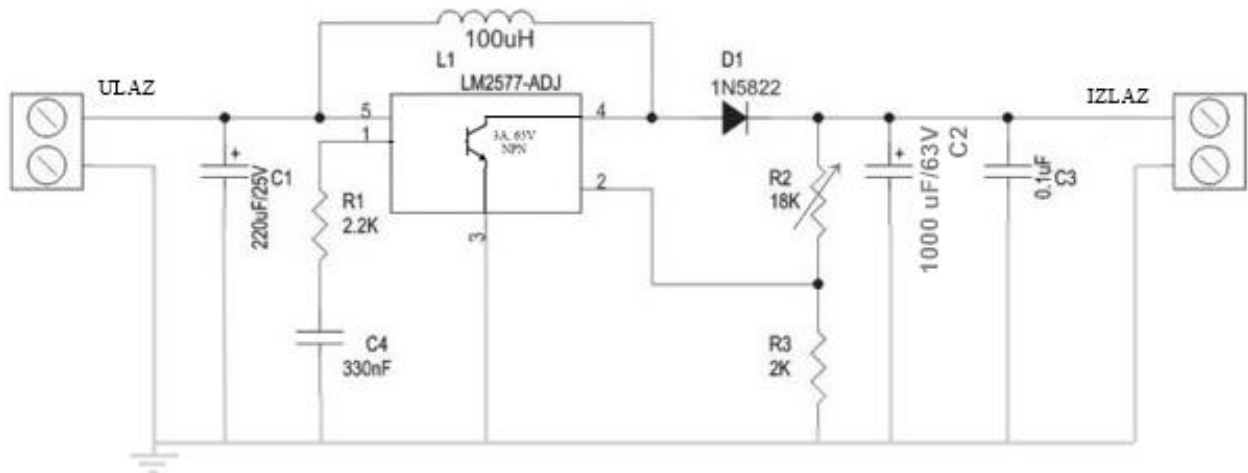 100uH
L1
LM2577-ADJ
D1
1N5822
ULAZ
IZLAZ
5
4
1
3A, 65V
NPN
2
3
C1
220uF/25V
R1
2.2K
R2
18K
1000 uF/63V
C2
0.1uF
C3
C4
330nF
R3
2K